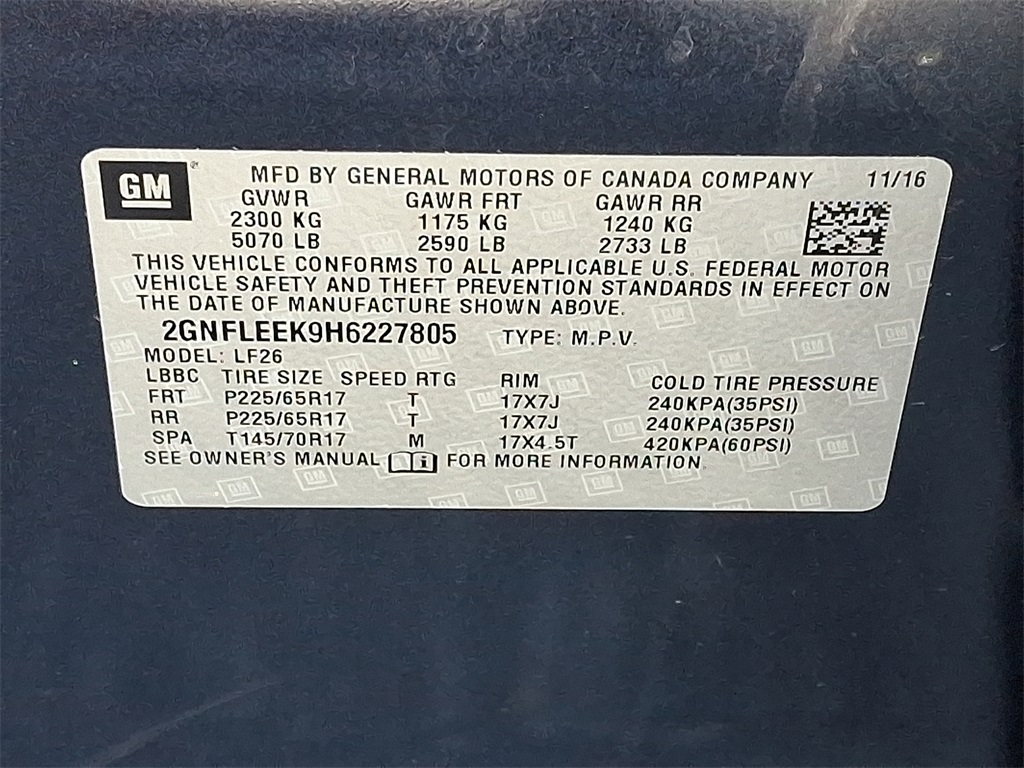 GM MFD BY GENERAL MOTORS OF CANADA COMPANY 11/16
GVWR GAWR FRT GAWR RR
2300 KG 1175 KG 1240 KG
5070 LB 2590 LB 2733 LB
THIS VEHICLE CONFORMS TO ALL APPLICABLE U.S. FEDERAL MOTOR
VEHICLE SAFETY AND THEFT PREVENTION STANDARDS IN EFFECT ON
THE DATE OF MANUFACTURE SHOWN ABOVE.
2GNFLEEK9H6227805 TYPE: M.P.V.
MODEL: LF26
LBBC TIRE SIZE SPEED RTG RIM COLD TIRE PRESSURE
FRT P225/65R17 T 17X7J 240KPA(35PSI)
RR P225/65R17 T 17X7J 240KPA(35PSI)
SPA T145/70R17 M 17X4.5T 420KPA(60PSI)
SEE OWNER'S MANUAL i FOR MORE INFORMATION.